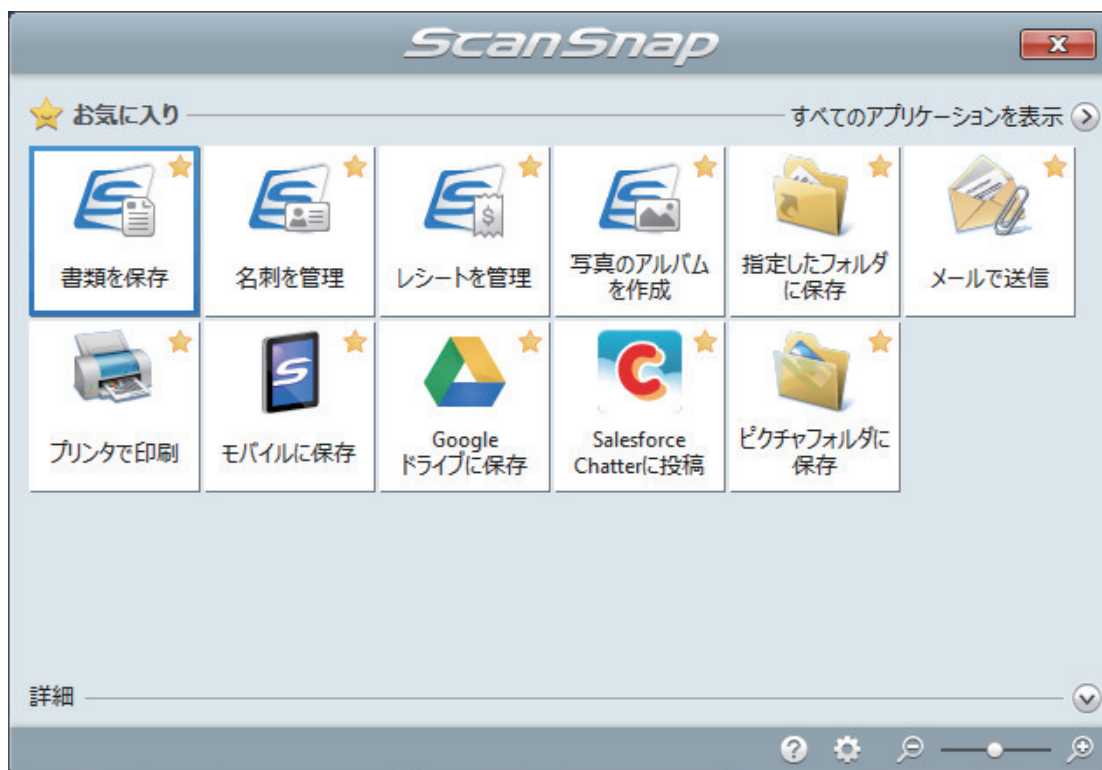 ScanSnap
お気に入り
すべてのアプリケーションを表示
書類を保存
名刺を管理
レシートを管理
写真のアルバム
を作成
指定したフォルダ
に保存
メールで送信
プリンタで印刷
モバイルに保存
Google
ドライブに保存
Salesforce
Chatterに投稿
ピクチャフォルダに
保存
詳細